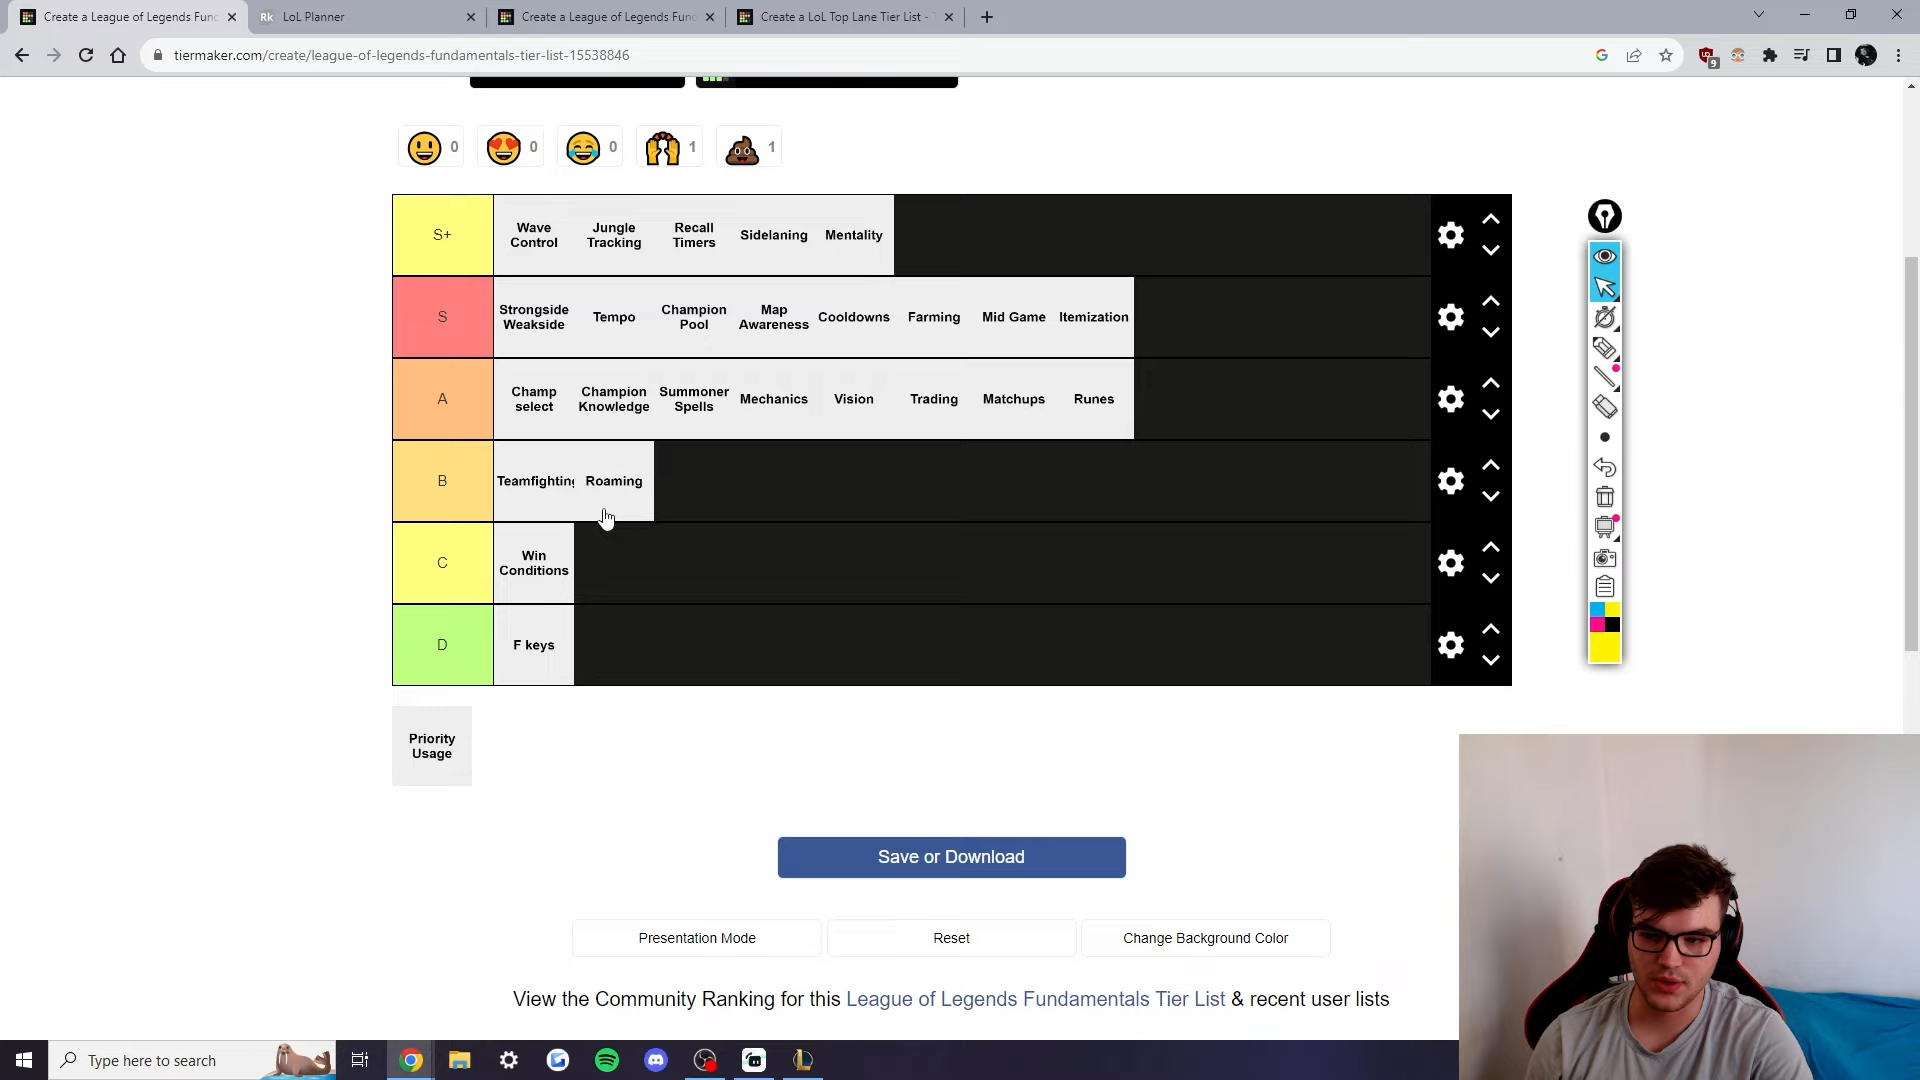 Create a League of Legends Fun
LoL Planner
Create a League of Legends Fun
Create a LoL Top Lane Tier List -
tiermaker.com/create/league-of-legends-fundamentals-tier-list-15538846
9
0
0
0
1
1
S+
Wave Control
Jungle Tracking
Recall Timers
Sidelaning
Mentality
S
Strongside Weakside
Tempo
Champion Pool
Map Awareness
Cooldowns
Farming
Mid Game
Itemization
A
Champ select
Champion Knowledge
Summoner Spells
Mechanics
Vision
Trading
Matchups
Runes
B
Teamfighting
Roaming
C
Win Conditions
D
F keys
Priority Usage
Save or Download
Presentation Mode
Reset
Change Background Color
View the Community Ranking for this League of Legends Fundamentals Tier List & recent user lists
Type here to search